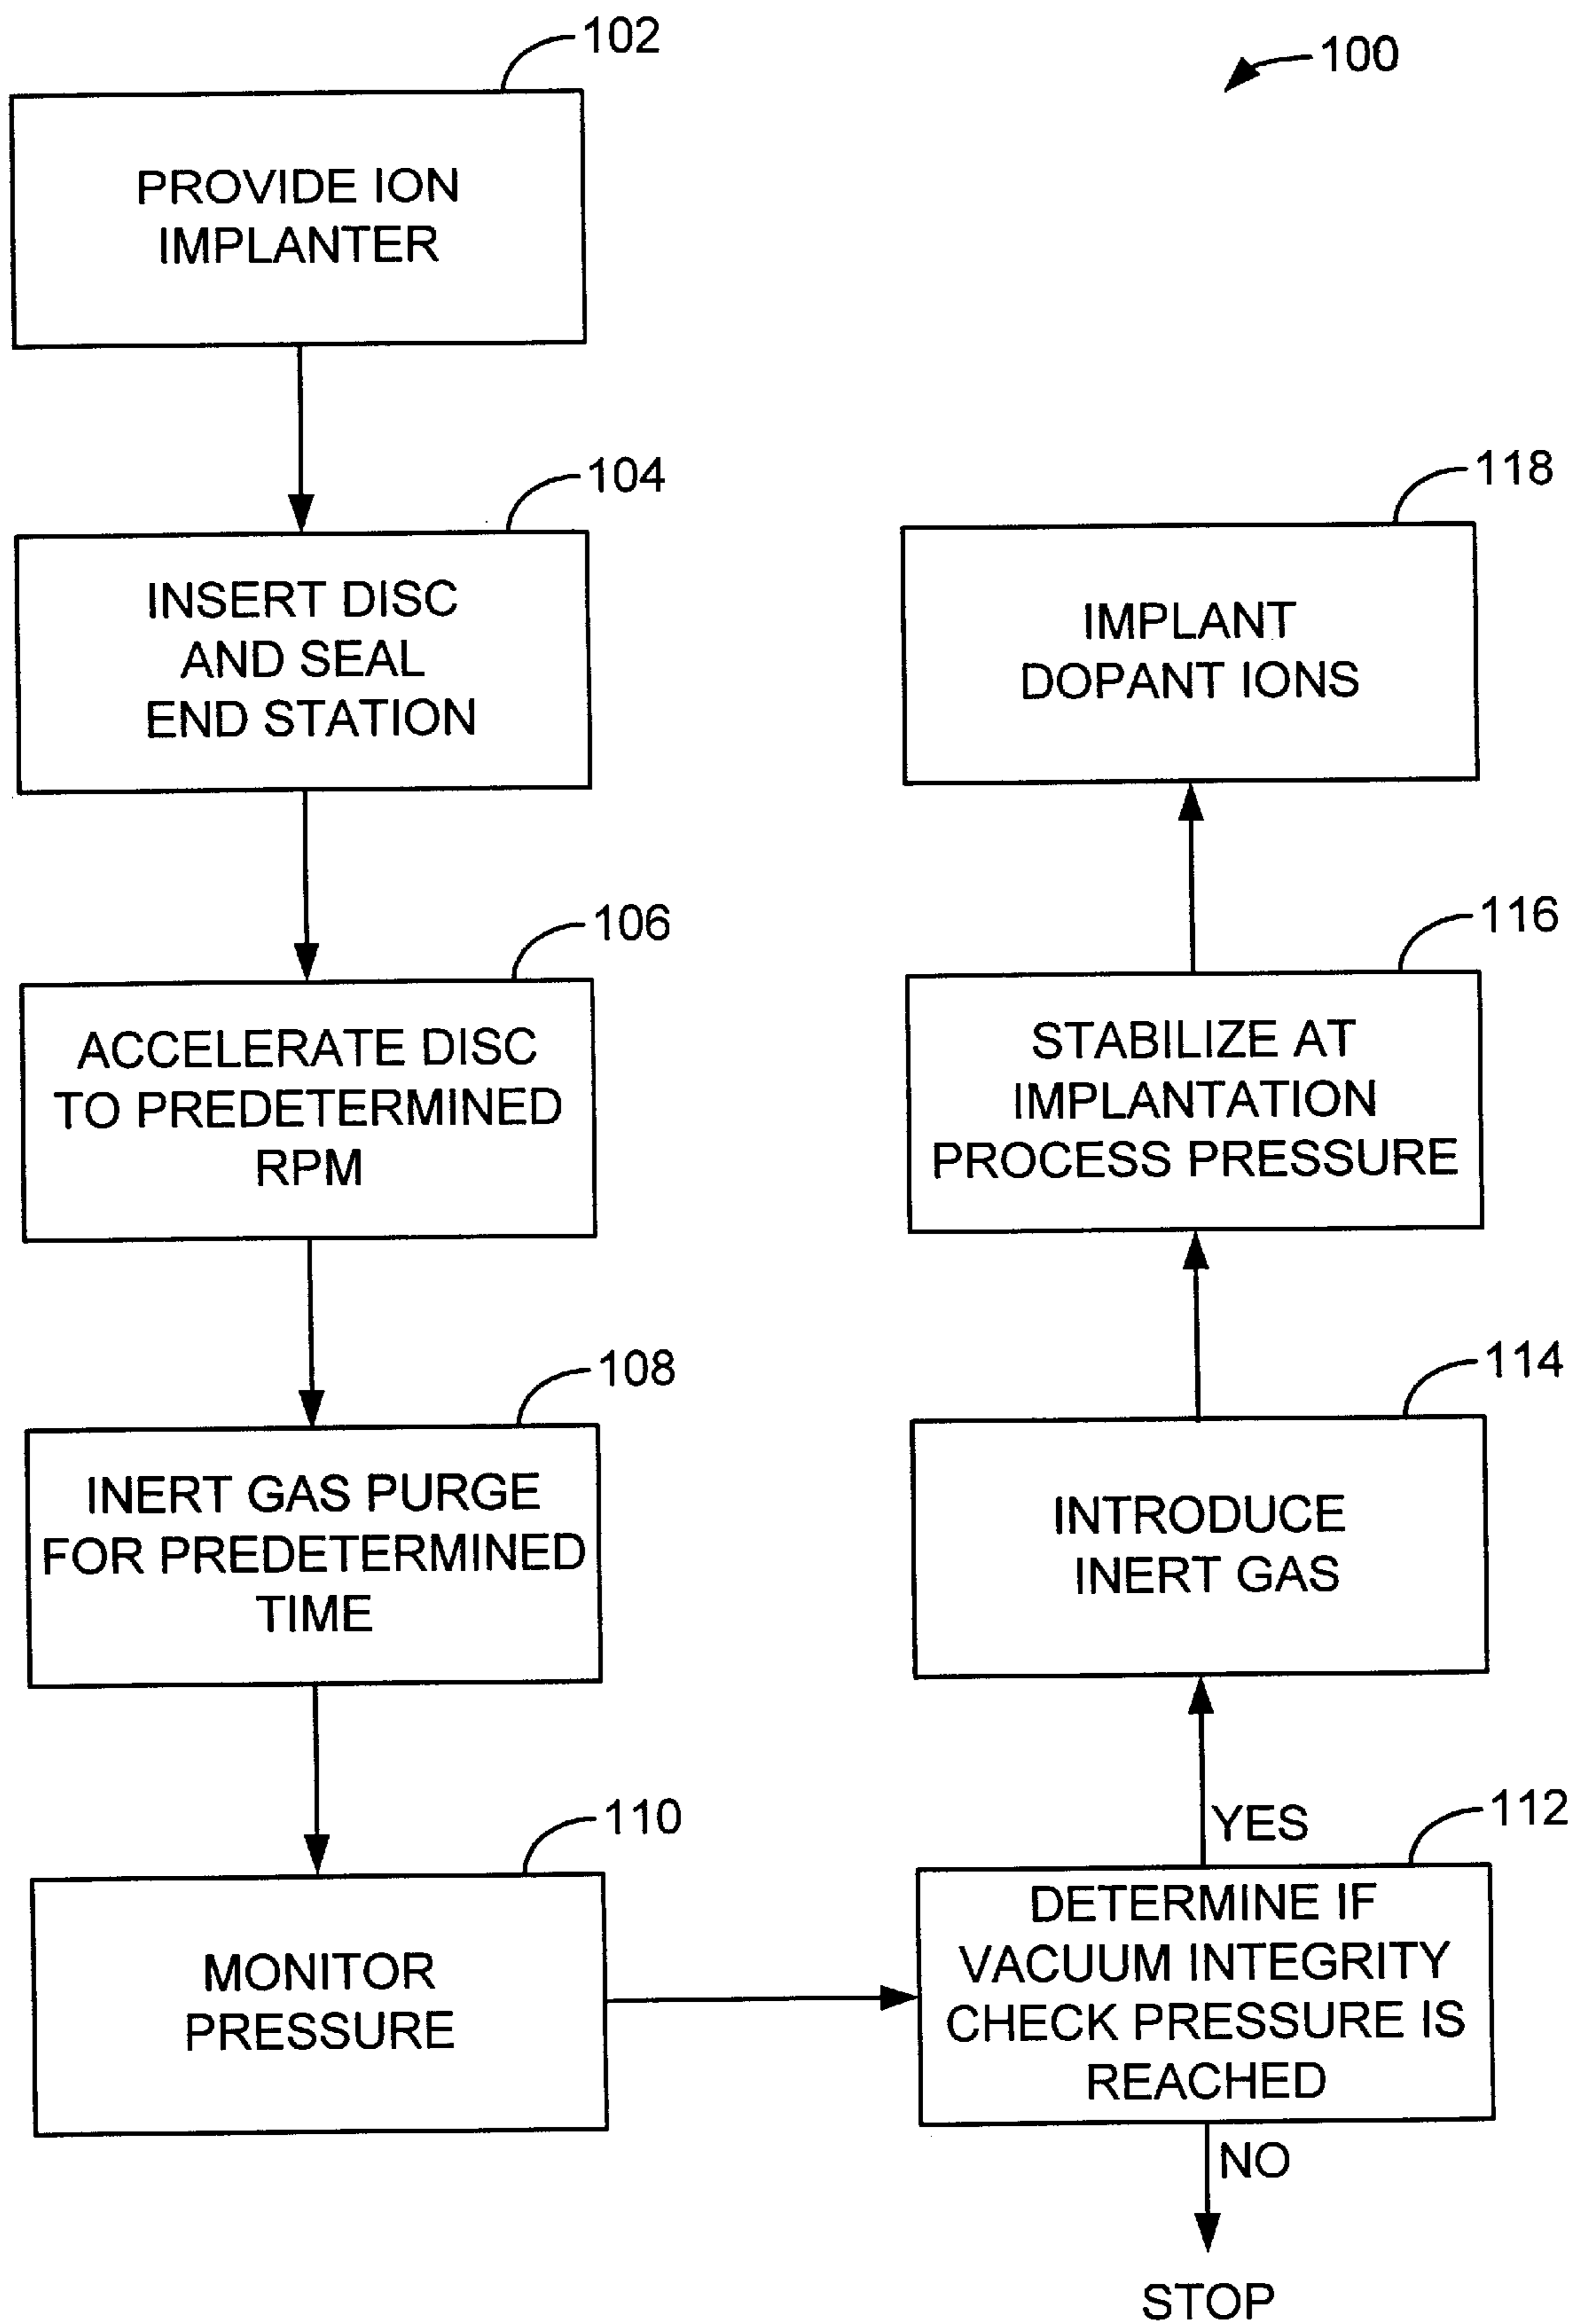 100
102
PROVIDE ION
IMPLANTER
104
INSERT DISC
AND SEAL
END STATION
106
ACCELERATE DISC
TO PREDETERMINED
RPM
108
INERT GAS PURGE
FOR PREDETERMINED
TIME
110
MONITOR
PRESSURE
112
DETERMINE IF
VACUUM INTEGRITY
CHECK PRESSURE IS
REACHED
NO
STOP
YES
114
INTRODUCE
INERT GAS
116
STABILIZE AT
IMPLANTATION
PROCESS PRESSURE
118
IMPLANT
DOPANT IONS